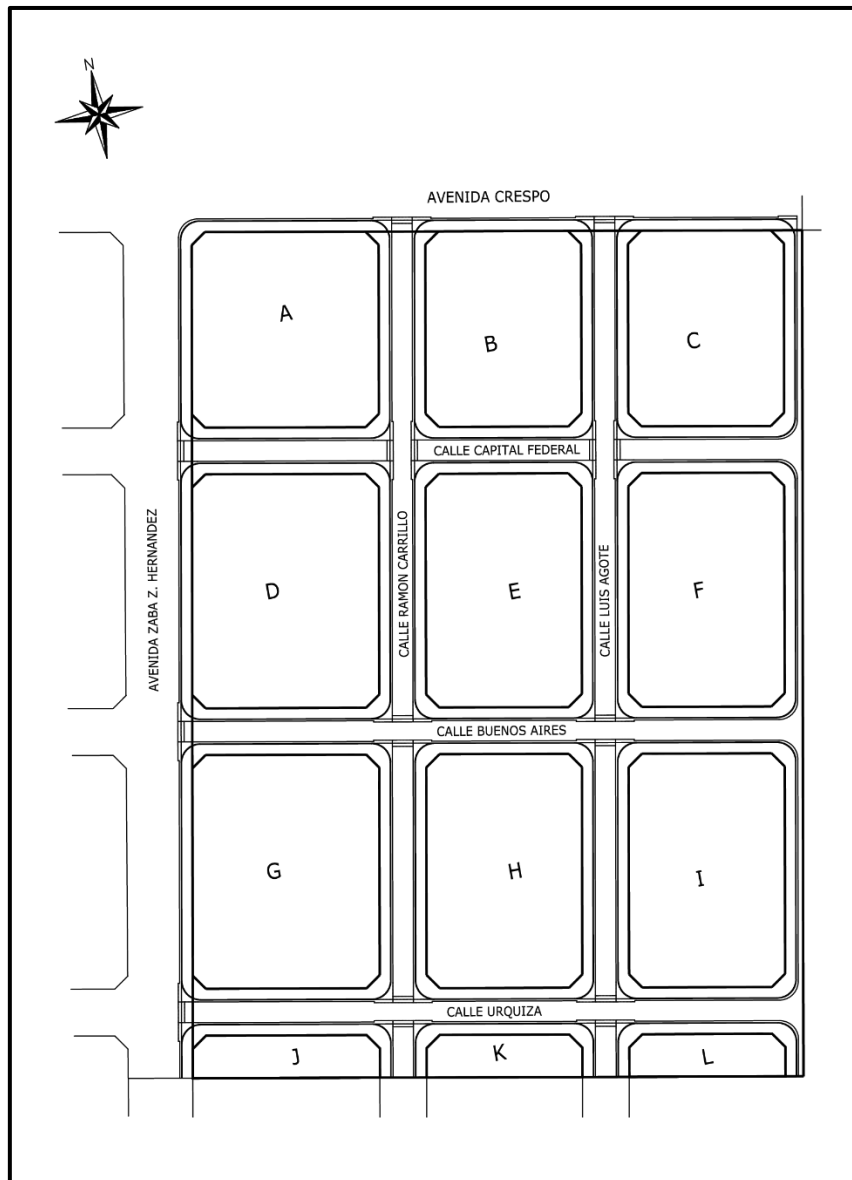 N
AVENIDA CRESPO
A
B
C
CALLE CAPITAL FEDERAL
AVENIDA ZABA Z. HERNANDEZ
CALLE RAMON CARRILLO
CALLE LUIS AGOTE
D
E
F
CALLE BUENOS AIRES
G
H
I
CALLE URQUIZA
J
K
L